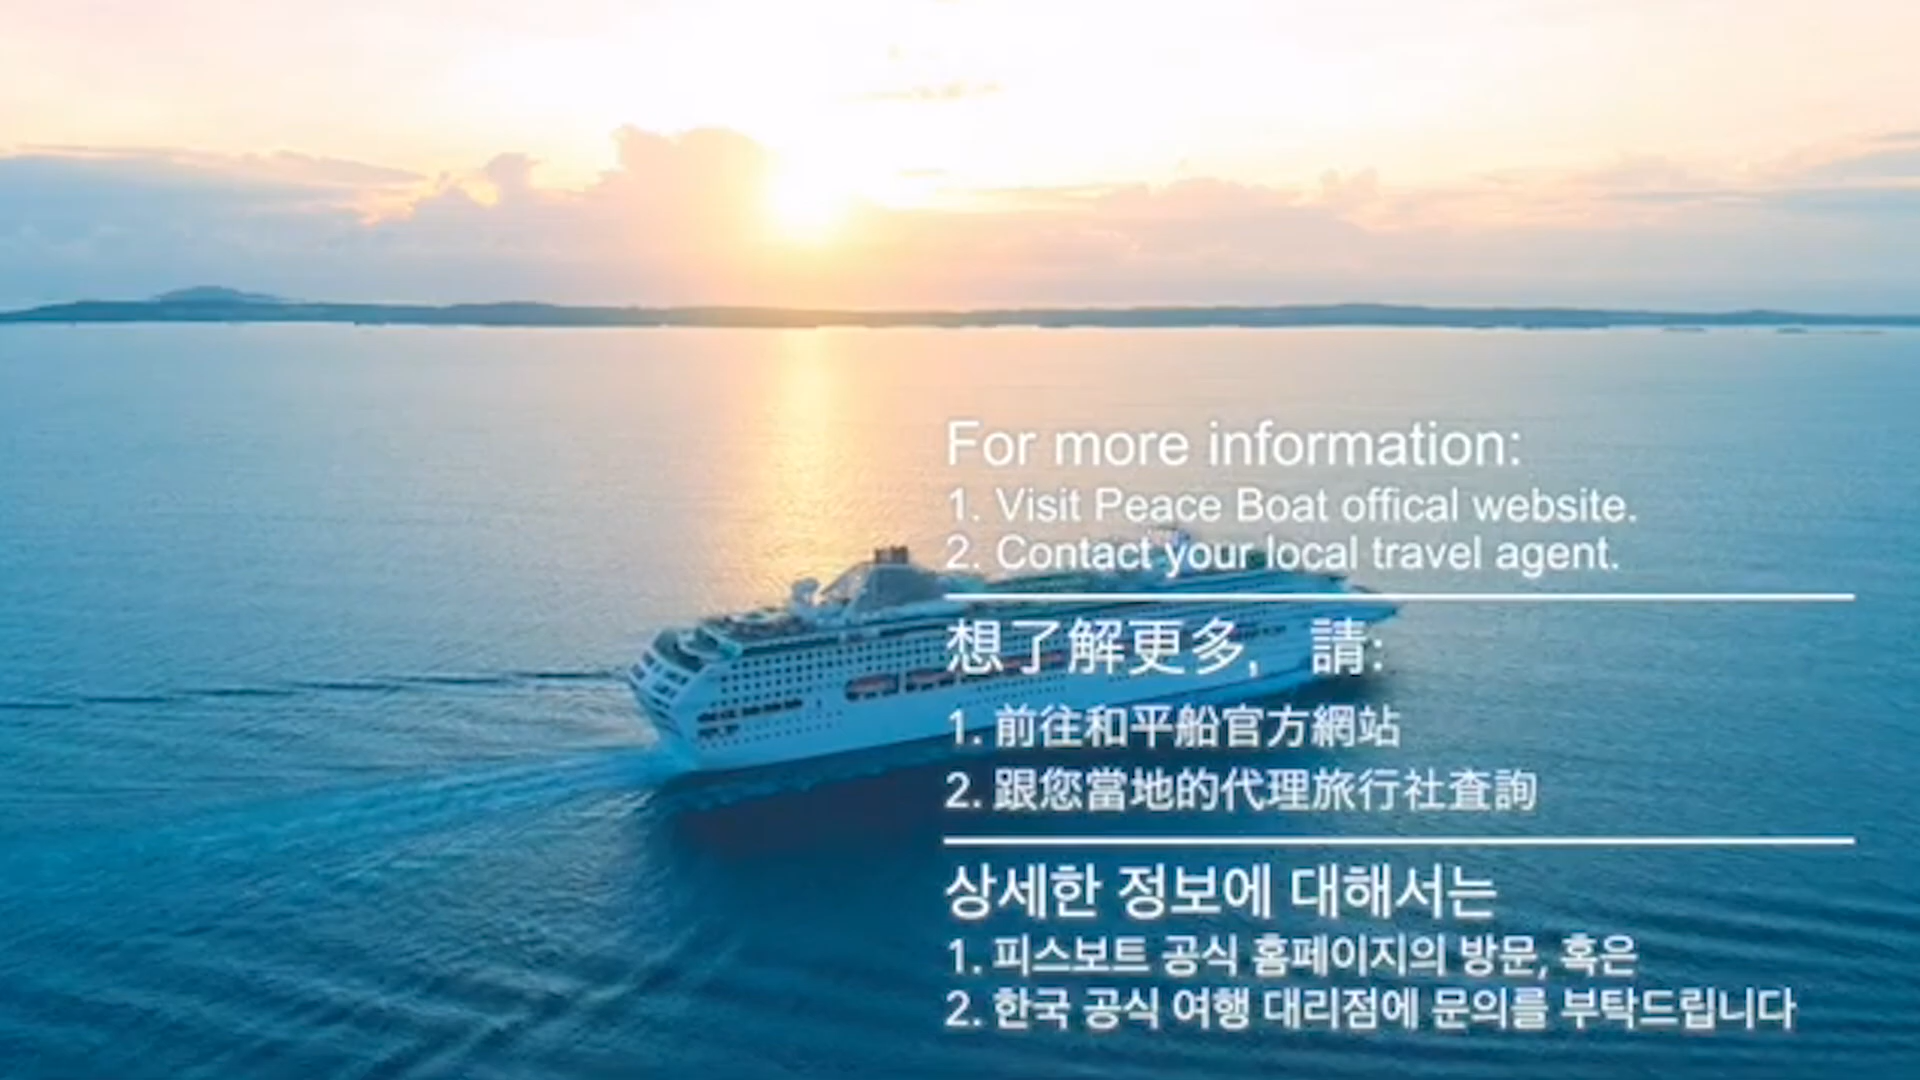 For more information:
1. Visit Peace Boat offical website.
2. Contact your local travel agent.
想了解更多, 請:
1. 前往和平船官方網站
2. 跟您當地的代理旅行社査詢
상세한 정보에 대해서는
1. 피스보트 공식 홈페이지의 방문, 혹은
2. 한국 공식 여행 대리점에 문의를 부탁드립니다